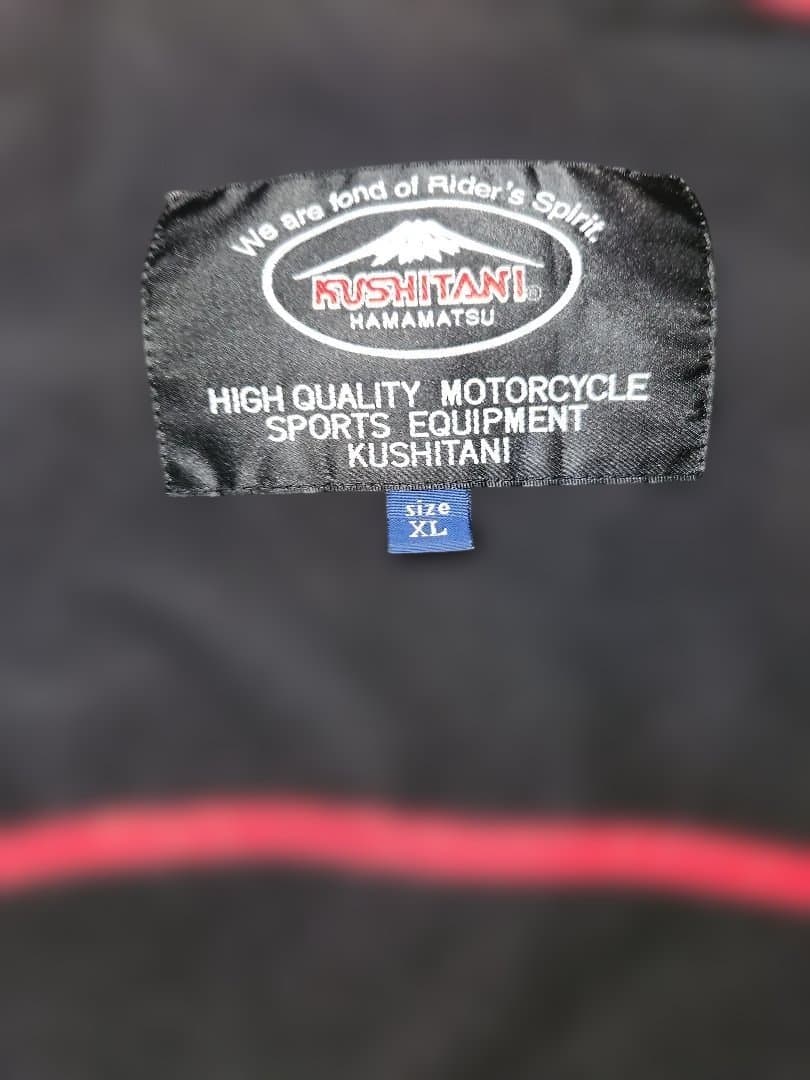 We are fond of Rider's Spirit.
KUSHITANI®
HAMAMATSU
HIGH QUALITY MOTORCYCLE
SPORTS EQUIPMENT
KUSHITANI
size
XL